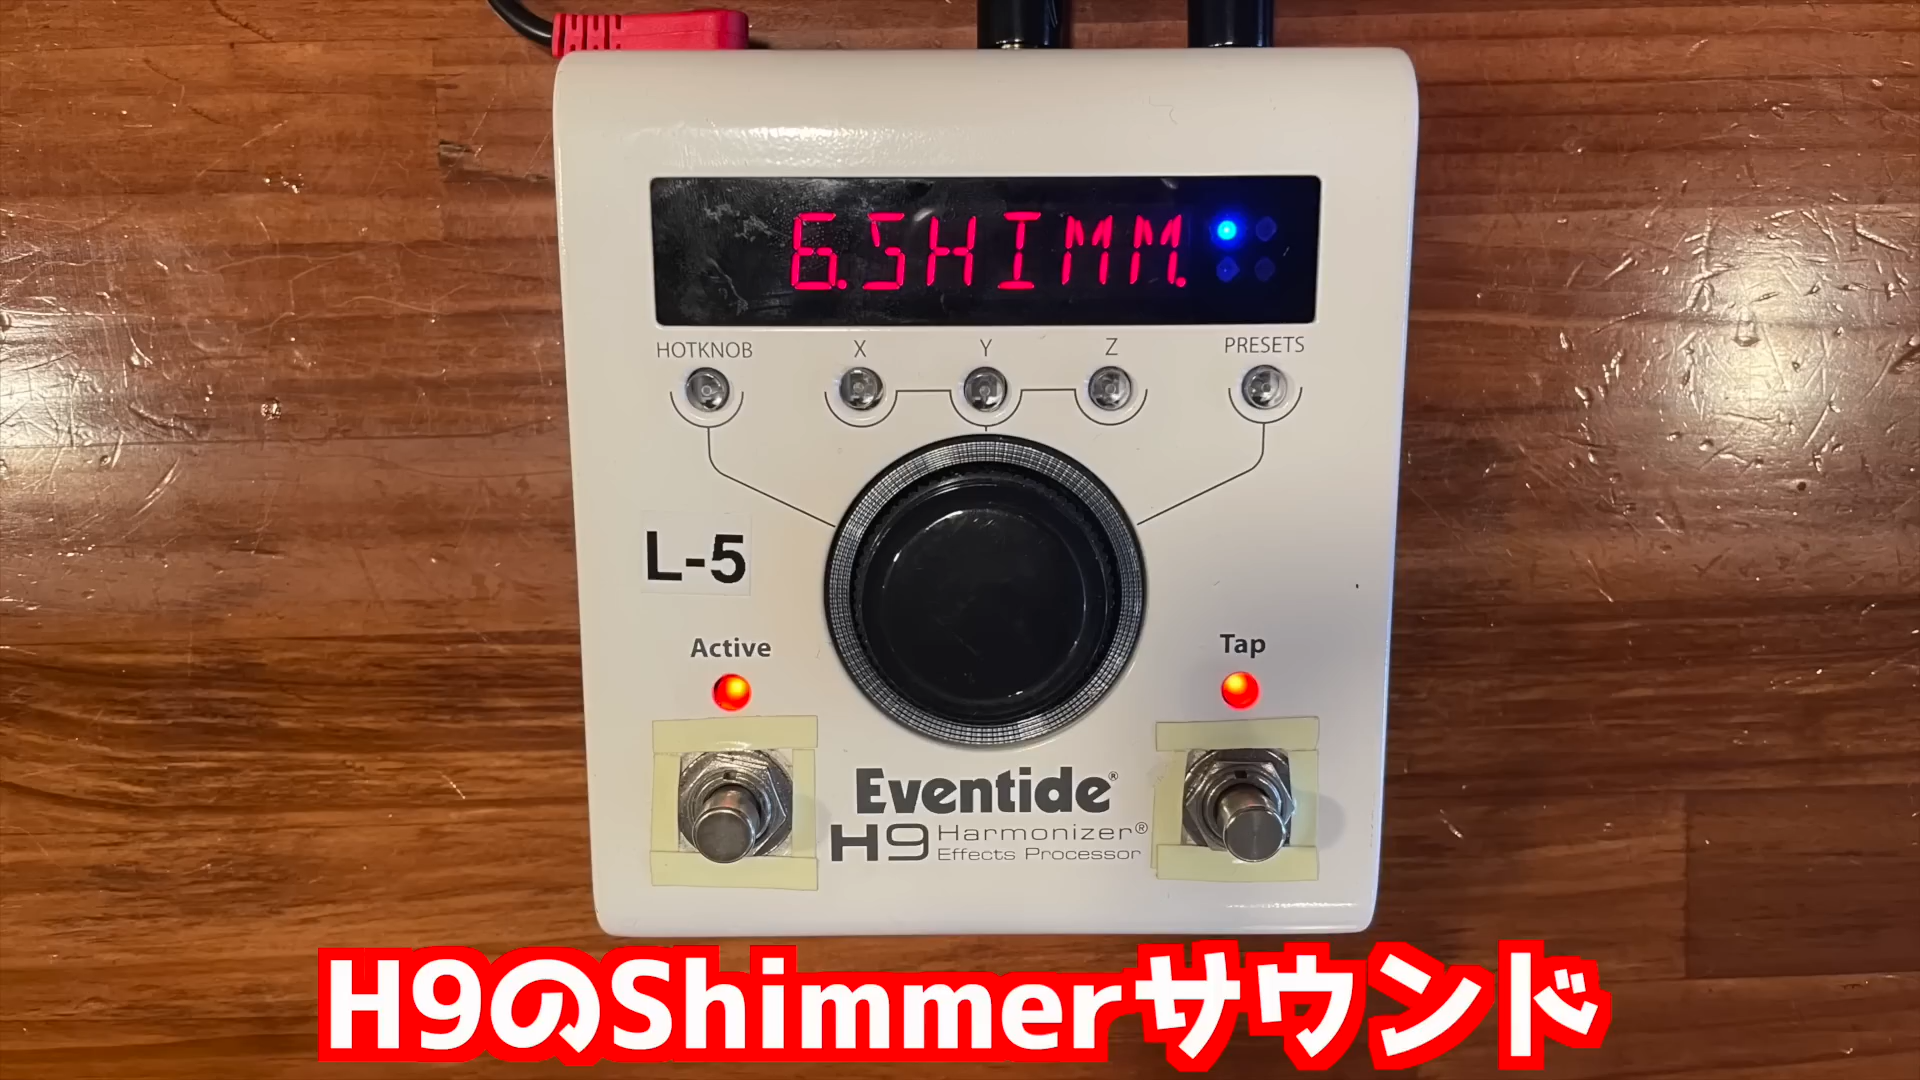 6.SHIMM.
HOTKNOB X Y Z PRESETS
L-5
Active Tap
Eventide®
H9 Harmonizer®
Effects Processor
H9のShimmerサウンド